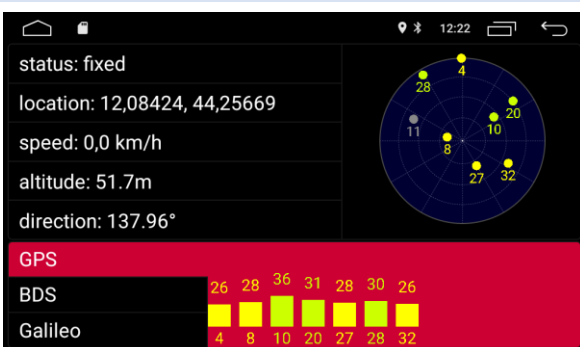 12:22
status: fixed
location: 12,08424, 44,25669
speed: 0,0 km/h
altitude: 51.7m
direction: 137.96°
4
28
20
10
11
8
27
32
GPS
BDS
Galileo
26 28 36 31 28 30 26
4 8 10 20 27 28 32